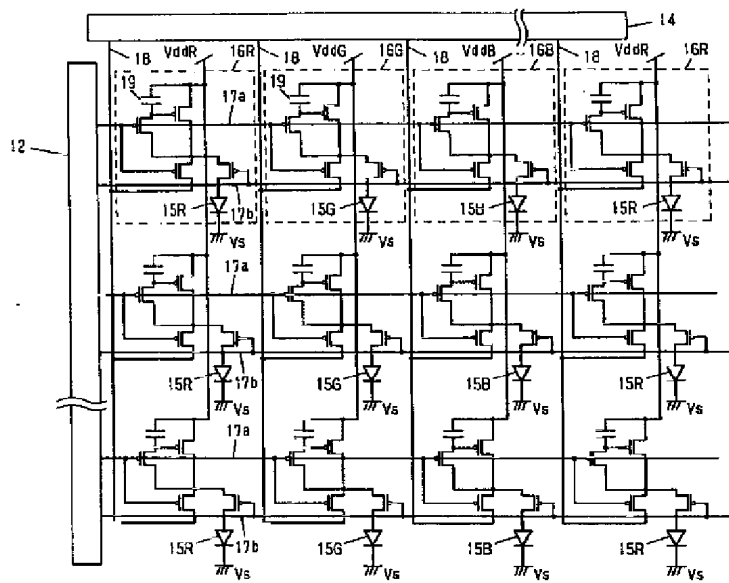 14
18 VddR 16R 18 VddG 16G 18 VddB 16B 18 VddR 16R
19 19
17a
12
15R 17b 15G 15B 15R
Vs Vs Vs Vs
17a
15R 17b 15G 15B 15R
Vs Vs Vs Vs
17a
15R 17b 15G 15B 15R
Vs Vs Vs Vs